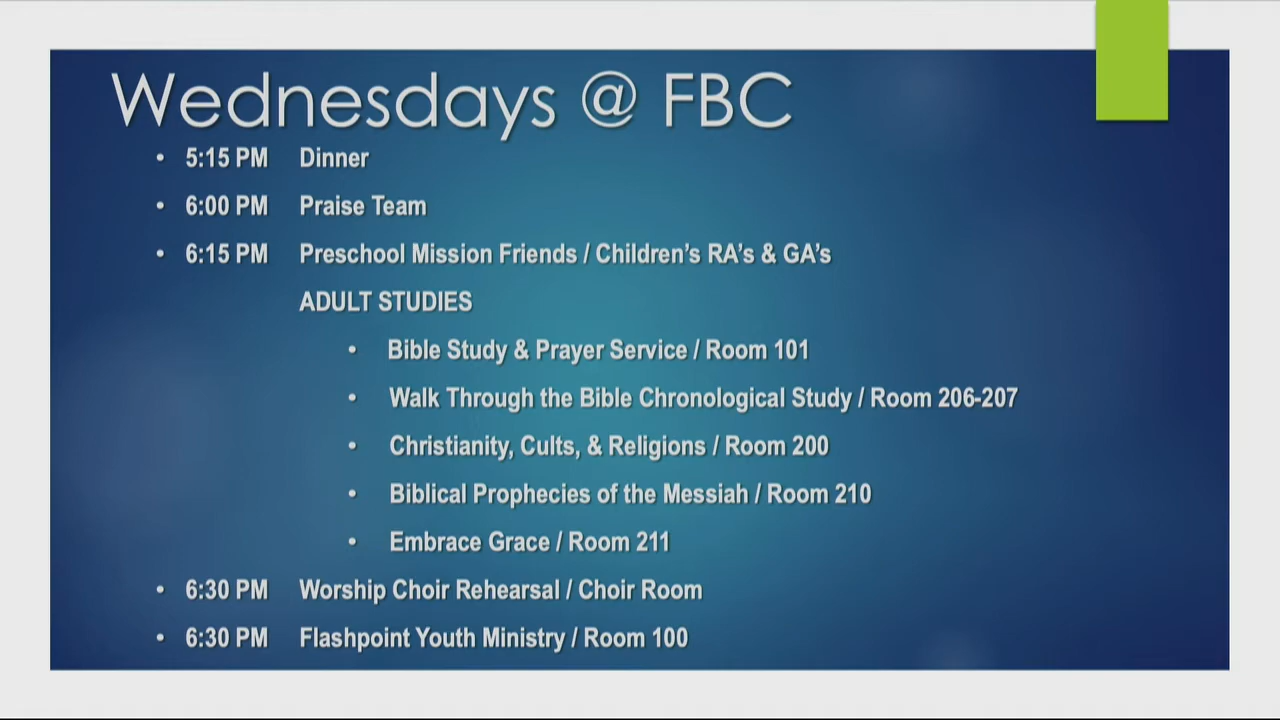 Wednesdays @ FBC
• 5:15 PM Dinner
• 6:00 PM Praise Team
• 6:15 PM Preschool Mission Friends / Children’s RA’s & GA’s
ADULT STUDIES
• Bible Study & Prayer Service / Room 101
• Walk Through the Bible Chronological Study / Room 206-207
• Christianity, Cults, & Religions / Room 200
• Biblical Prophecies of the Messiah / Room 210
• Embrace Grace / Room 211
• 6:30 PM Worship Choir Rehearsal / Choir Room
• 6:30 PM Flashpoint Youth Ministry / Room 100